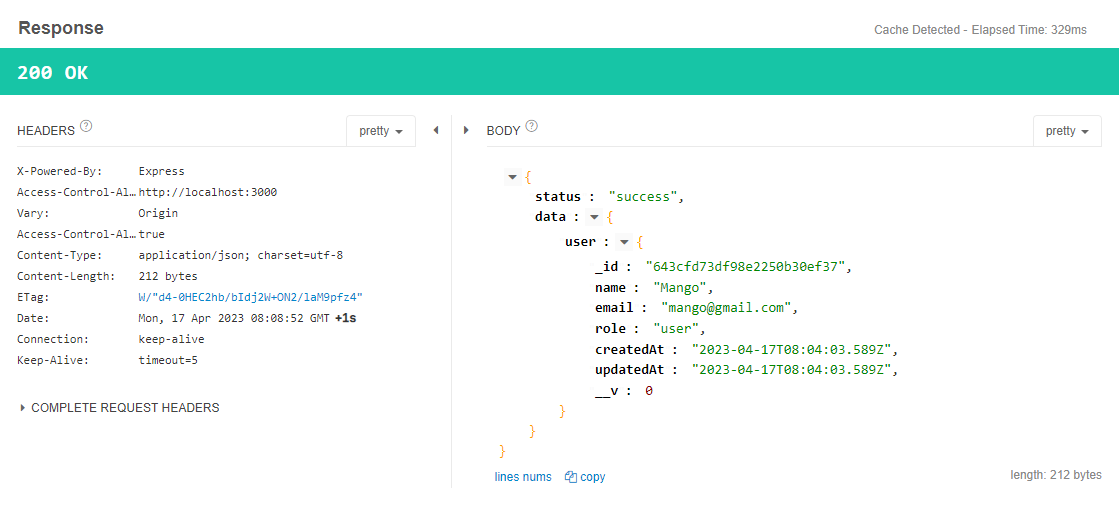 Response
Cache Detected - Elapsed Time: 329ms
200 OK
HEADERS ?
pretty
BODY ?
pretty
X-Powered-By: Express
Access-Control-Al… http://localhost:3000
Vary: Origin
Access-Control-Al… true
Content-Type: application/json; charset=utf-8
Content-Length: 212 bytes
ETag: W/"d4-0HEC2hb/bIdj2W+ON2/laM9pfz4"
Date: Mon, 17 Apr 2023 08:08:52 GMT +1s
Connection: keep-alive
Keep-Alive: timeout=5
COMPLETE REQUEST HEADERS
{
status : "success",
data : {
user : {
_id : "643cfd73df98e2250b30ef37",
name : "Mango",
email : "mango@gmail.com",
role : "user",
createdAt : "2023-04-17T08:04:03.589Z",
updatedAt : "2023-04-17T08:04:03.589Z",
__v : 0
}
}
}
lines nums copy
length: 212 bytes